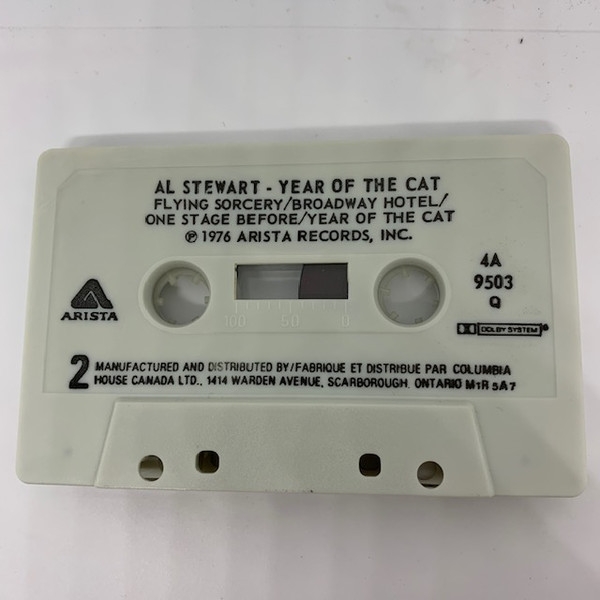 AL STEWART - YEAR OF THE CAT
FLYING SORCERY/BROADWAY HOTEL/
ONE STAGE BEFORE/YEAR OF THE CAT
℗ 1976 ARISTA RECORDS, INC.
4A
9503
Q
ARISTA
100 50 0
DOLBY SYSTEM®
2 MANUFACTURED AND DISTRIBUTED BY/FABRIQUE ET DISTRIBUE PAR COLUMBIA
HOUSE CANADA LTD., 1414 WARDEN AVENUE, SCARBOROUGH, ONTARIO M1R 5A7